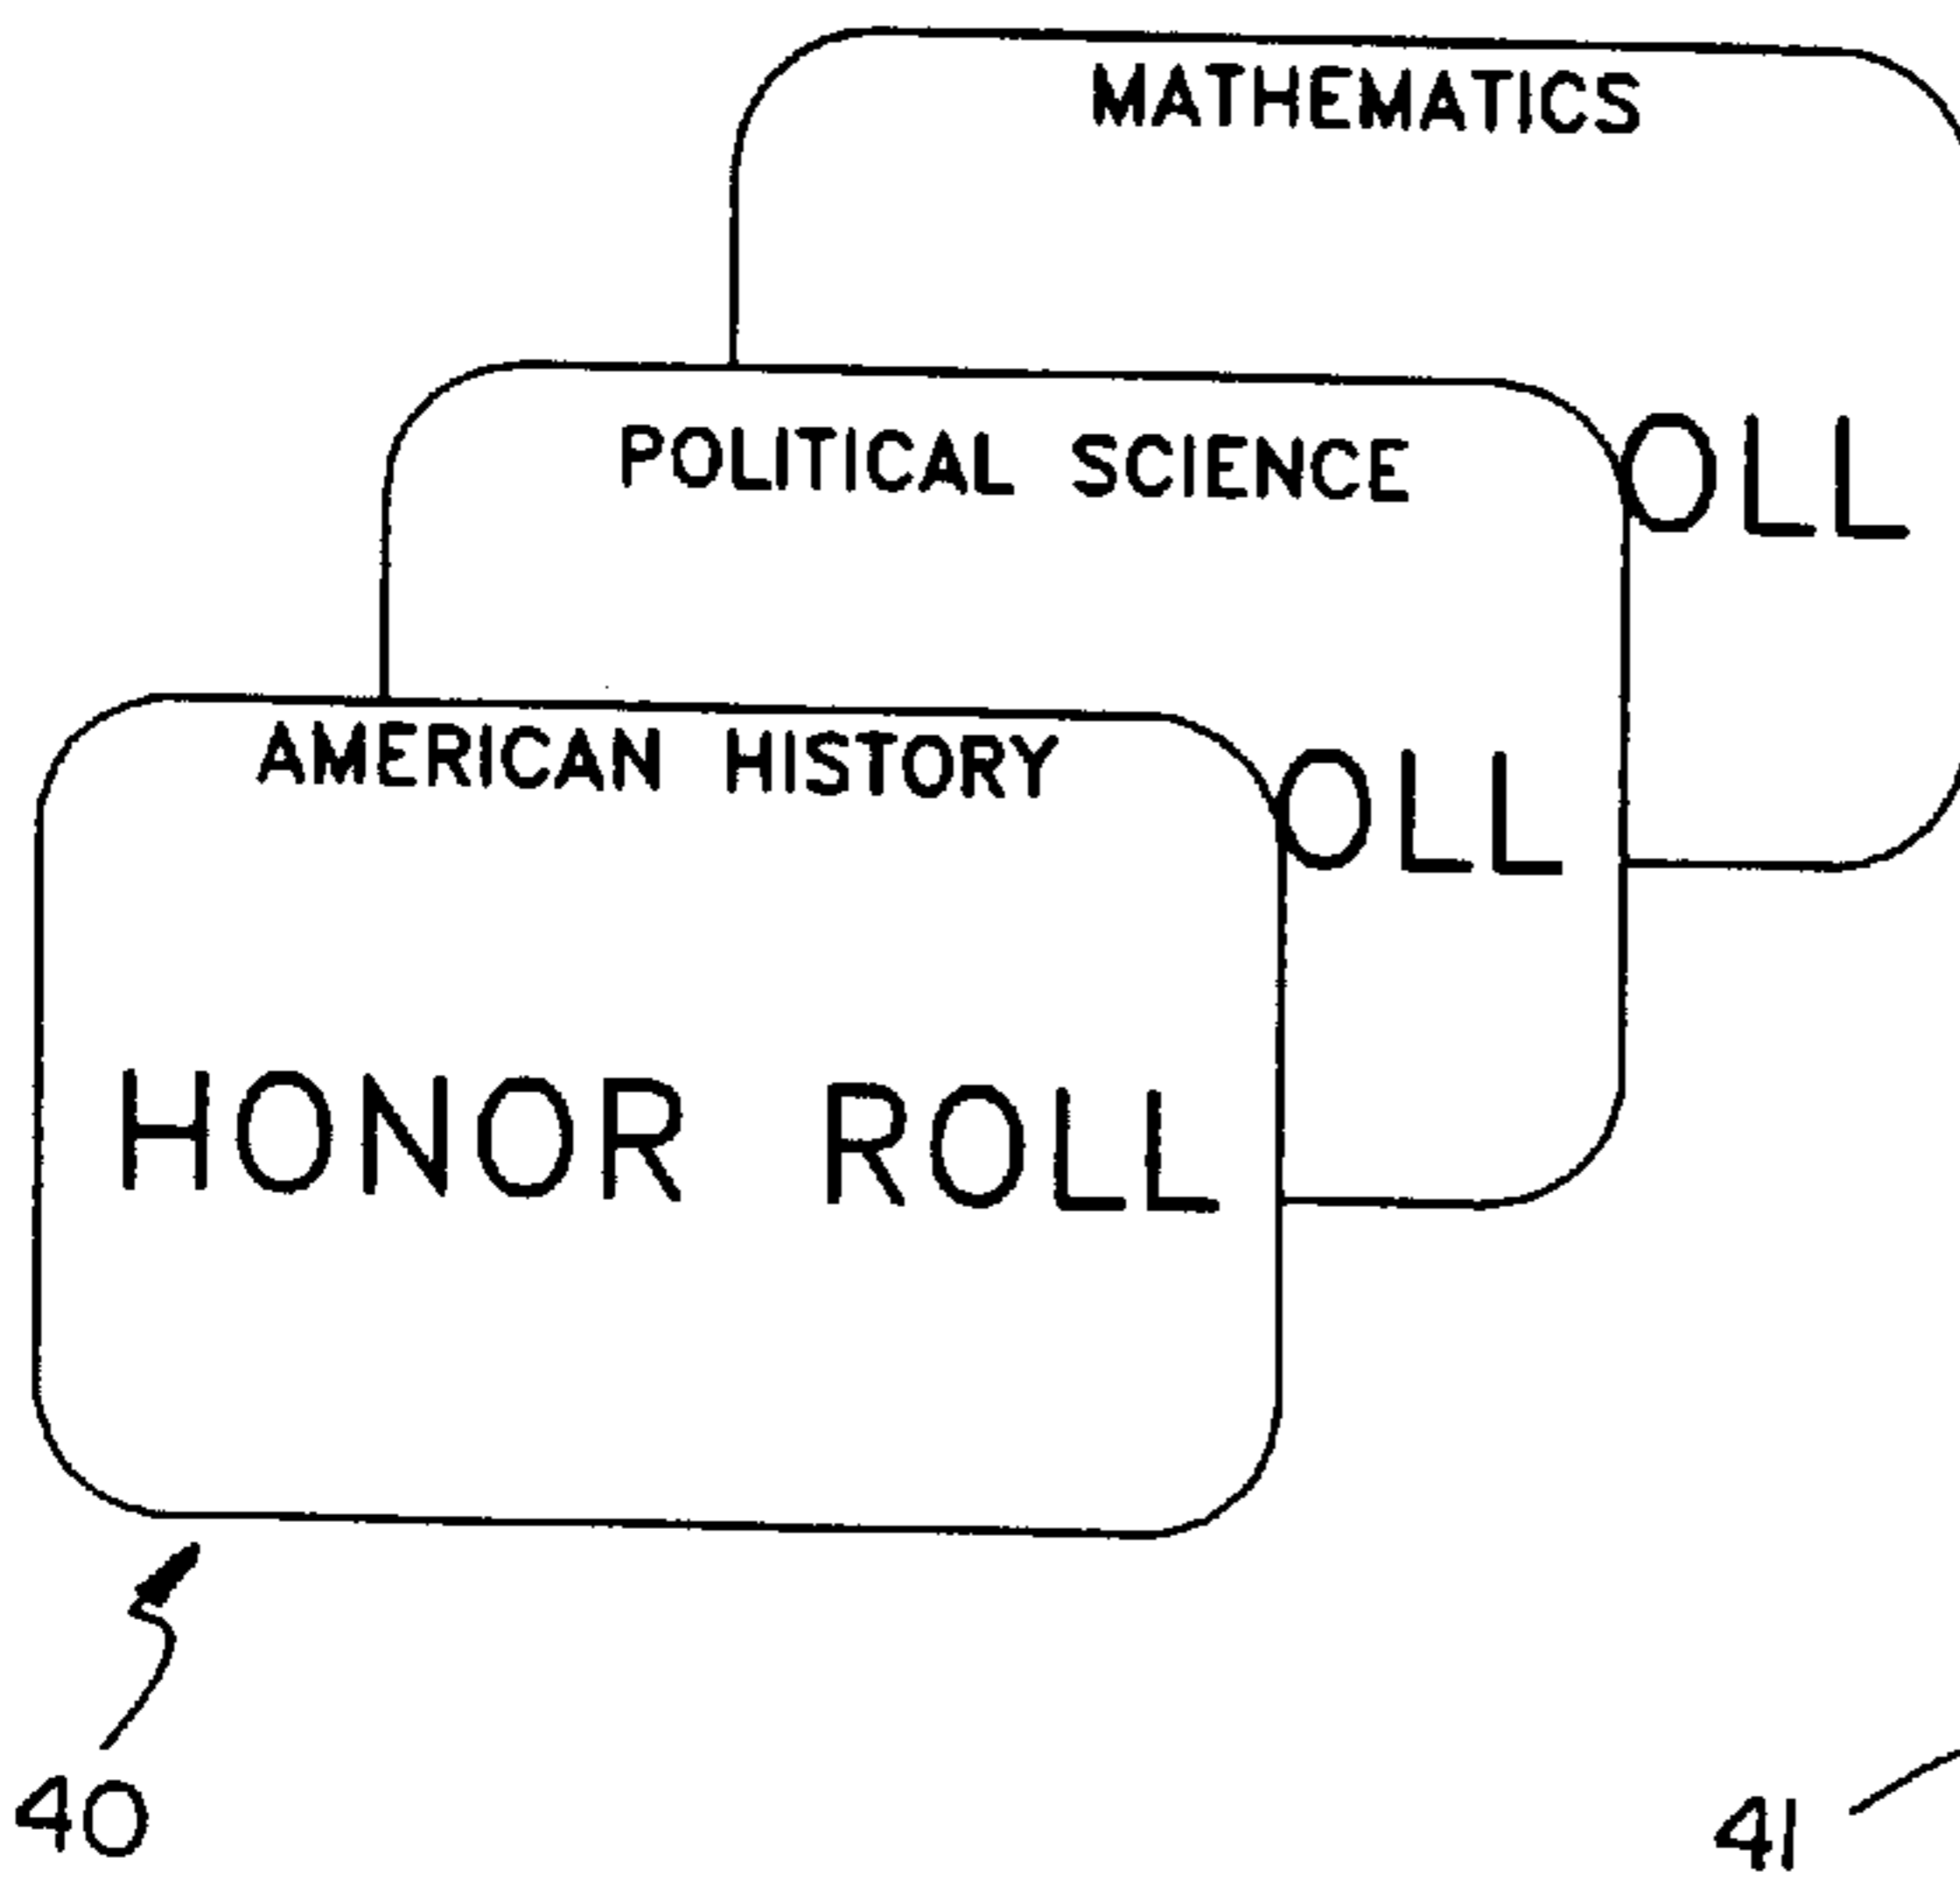 MATHEMATICS
OLL
POLITICAL SCIENCE
OLL
AMERICAN HISTORY
HONOR ROLL
40
41